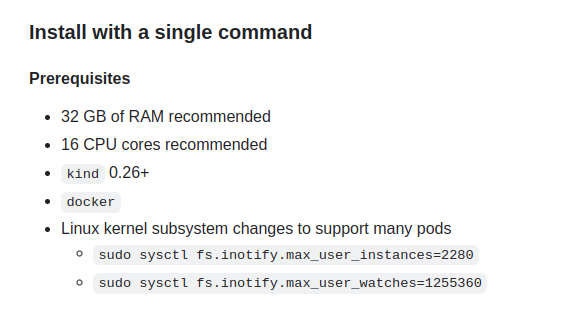 Install with a single command
Prerequisites
32 GB of RAM recommended
16 CPU cores recommended
kind 0.26+
docker
Linux kernel subsystem changes to support many pods
sudo sysctl fs.inotify.max_user_instances=2280
sudo sysctl fs.inotify.max_user_watches=1255360